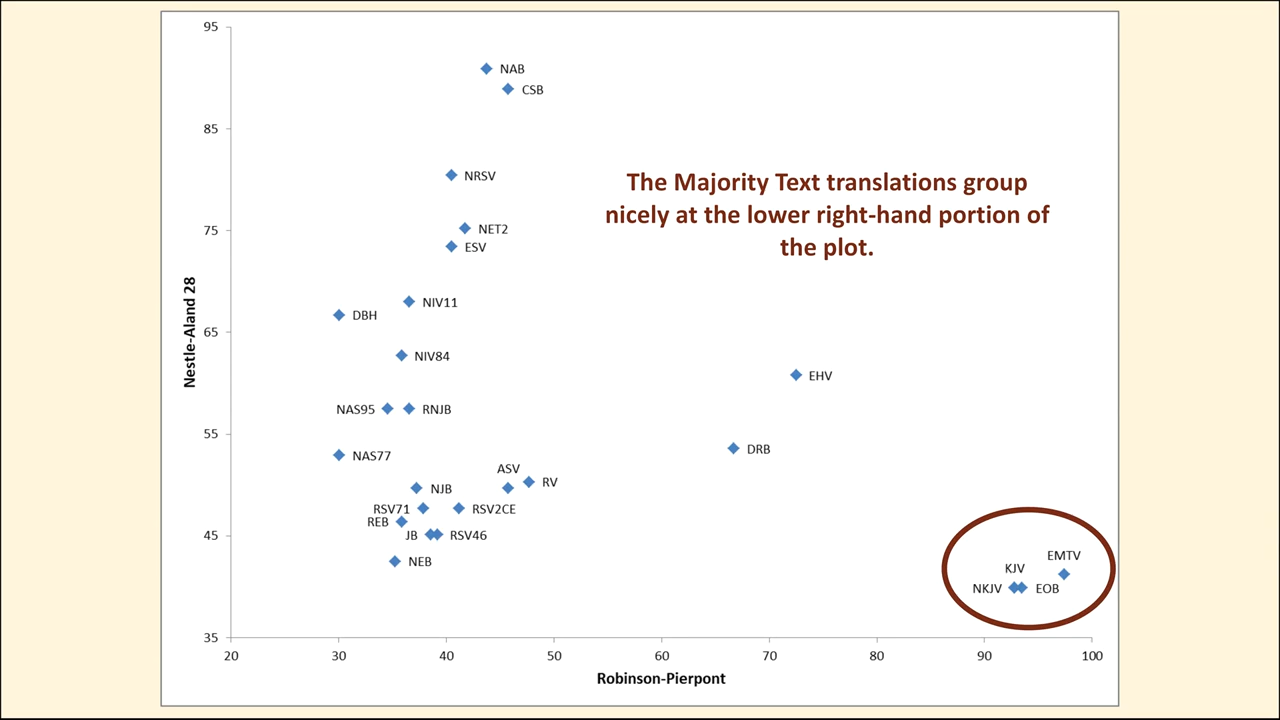 95
NAB
CSB
85
NRSV
The Majority Text translations group
nicely at the lower right-hand portion of
the plot.
75
NET2
ESV
Nestle-Aland 28
NIV11
DBH
65
NIV84
EHV
NAS95
RNJB
55
DRB
NAS77
ASV
RV
NJB
RSV71
RSV2CE
REB
45
JB
RSV46
EMTV
NEB
KJV
NKJV
EOB
35
20 30 40 50 60 70 80 90 100
Robinson-Pierpont